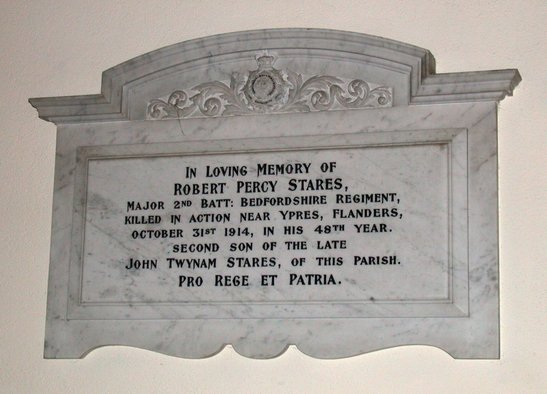 IN LOVING MEMORY OF
ROBERT PERCY STARES,
MAJOR 2ND BATT: BEDFORDSHIRE REGIMENT,
KILLED IN ACTION NEAR YPRES, FLANDERS,
OCTOBER 31ST 1914, IN HIS 48TH YEAR.
SECOND SON OF THE LATE
JOHN TWYNAM STARES, OF THIS PARISH.
PRO REGE ET PATRIA.